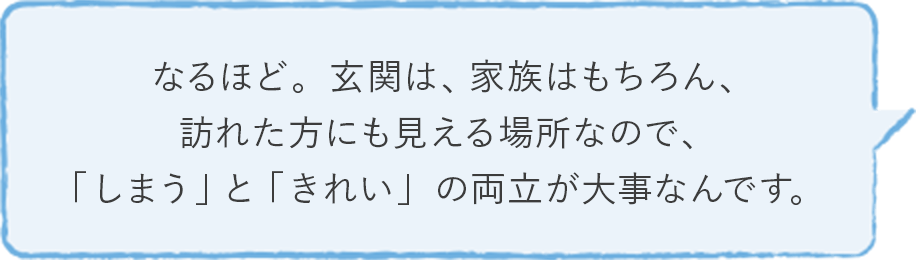 なるほど。玄関は、家族はもちろん、
訪れた方にも見える場所なので、
「しまう」と「きれい」の両立が大事なんです。